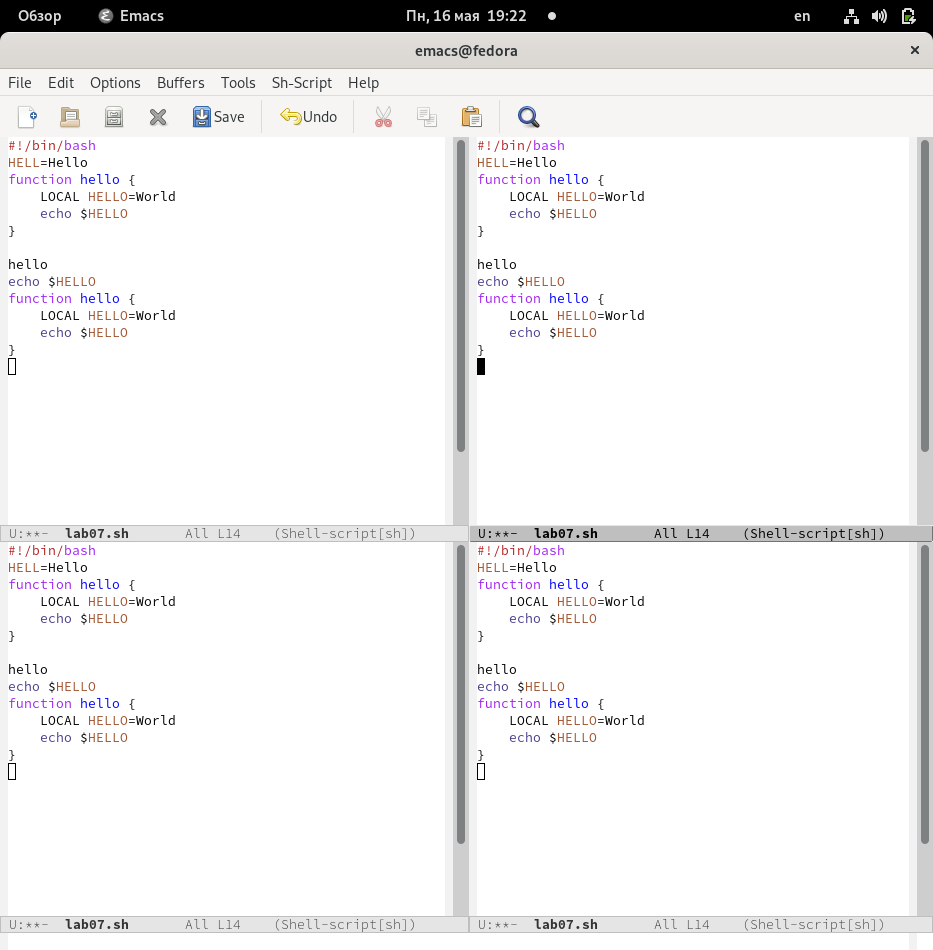 Обзор Emacs Пн, 16 мая 19:22 en
emacs@fedora
File Edit Options Buffers Tools Sh-Script Help
Save Undo
#!/bin/bash
HELL=Hello
function hello {
    LOCAL HELLO=World
    echo $HELLO
}

hello
echo $HELLO
function hello {
    LOCAL HELLO=World
    echo $HELLO
}
U:**-  lab07.sh       All L14    (Shell-script[sh])
#!/bin/bash
HELL=Hello
function hello {
    LOCAL HELLO=World
    echo $HELLO
}

hello
echo $HELLO
function hello {
    LOCAL HELLO=World
    echo $HELLO
}
U:**-  lab07.sh       All L14    (Shell-script[sh])
#!/bin/bash
HELL=Hello
function hello {
    LOCAL HELLO=World
    echo $HELLO
}

hello
echo $HELLO
function hello {
    LOCAL HELLO=World
    echo $HELLO
}
U:**-  lab07.sh       All L14    (Shell-script[sh])
#!/bin/bash
HELL=Hello
function hello {
    LOCAL HELLO=World
    echo $HELLO
}

hello
echo $HELLO
function hello {
    LOCAL HELLO=World
    echo $HELLO
}
U:**-  lab07.sh       All L14    (Shell-script[sh])